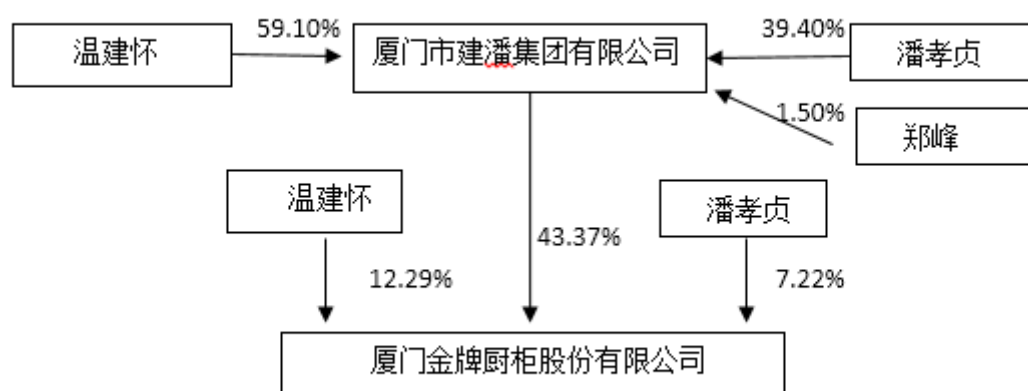 温建怀
59.10%
厦门市建潘集团有限公司
39.40%
潘孝贞
1.50%
郑峰
温建怀
潘孝贞
43.37%
12.29%
7.22%
厦门金牌厨柜股份有限公司